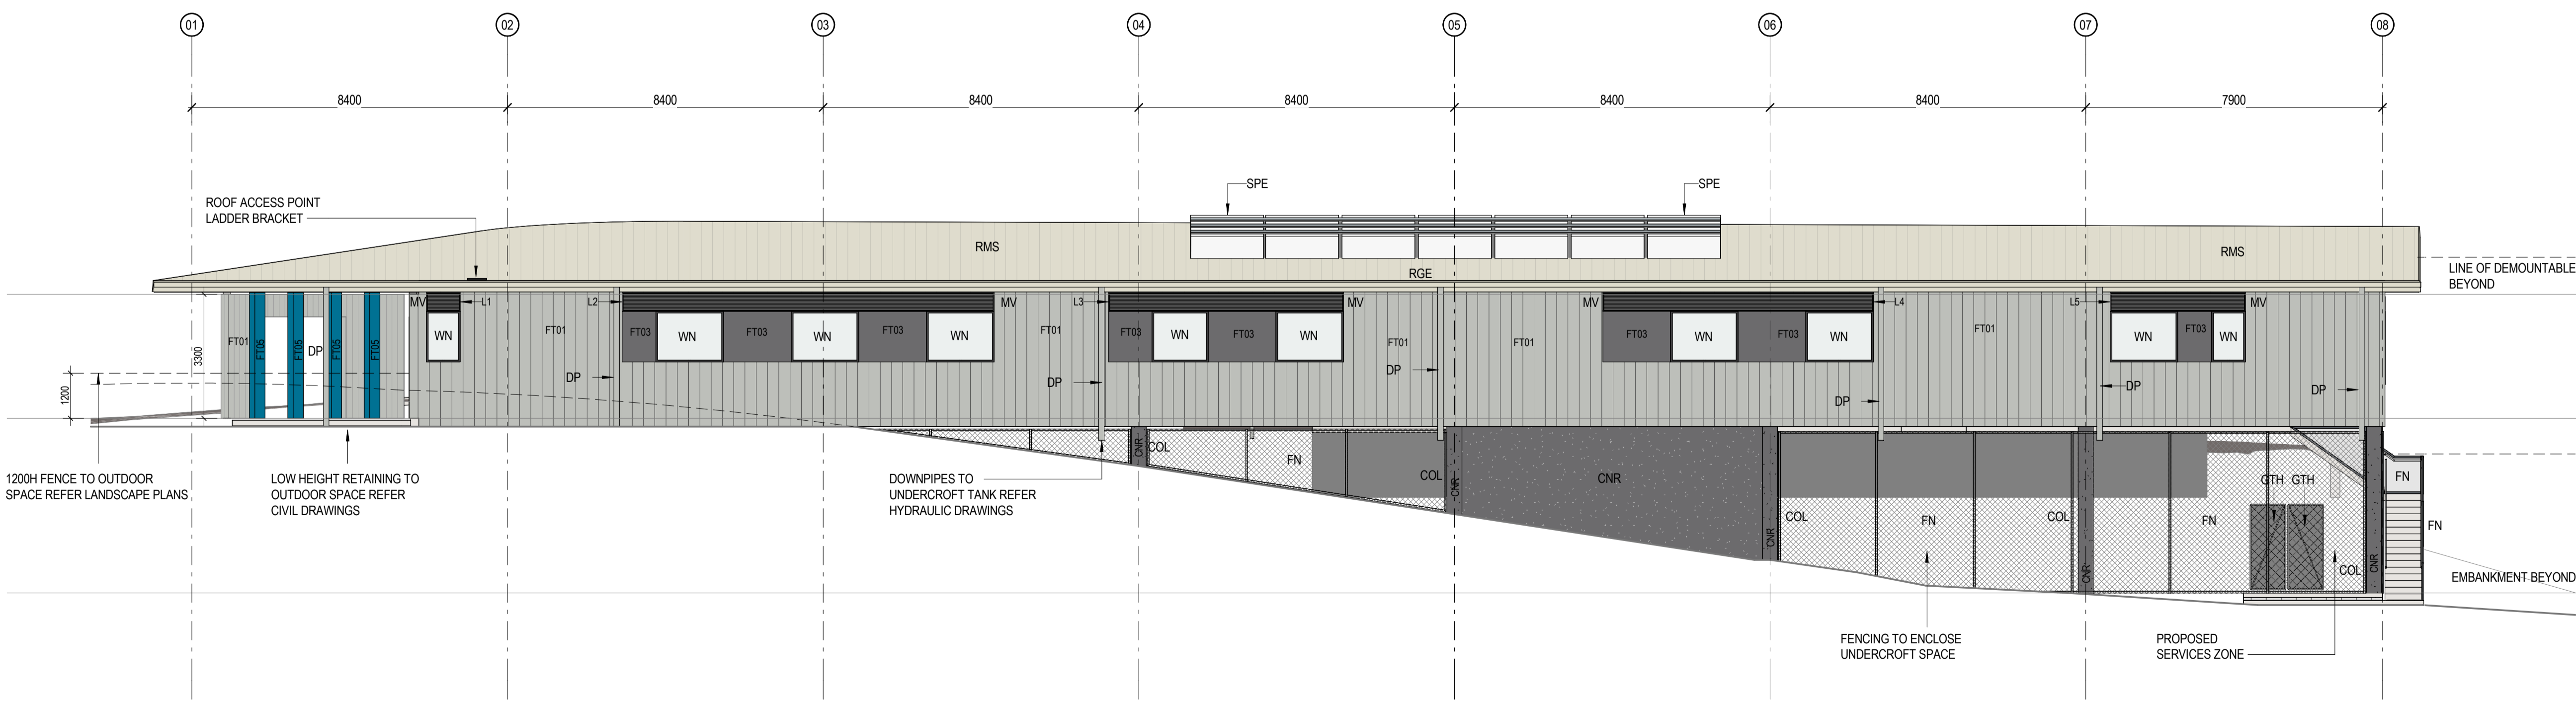 01 02 03 04 05 06 07 08
8400 8400 8400 8400 8400 8400 7900
SPE SPE
ROOF ACCESS POINT
LADDER BRACKET
RMS RMS
RGE
LINE OF DEMOUNTABLE
BEYOND
MV L1 L2 MV L3 MV MV L4 L5 MV
FT01 FT05 FT05 DP FT05 FT05 WN FT01 FT03 WN FT03 WN FT03 WN FT01 FT03 WN FT03 WN FT01 FT01 FT03 WN FT03 WN FT01 WN FT03 WN
3300
1200
DP DP DP DP DP DP
CNR COL FN COL CNR CNR CNR COL FN COL CNR FN GTH GTH COL CNR FN FN
1200H FENCE TO OUTDOOR
SPACE REFER LANDSCAPE PLANS
LOW HEIGHT RETAINING TO
OUTDOOR SPACE REFER
CIVIL DRAWINGS
DOWNPIPES TO
UNDERCROFT TANK REFER
HYDRAULIC DRAWINGS
EMBANKMENT BEYOND
FENCING TO ENCLOSE
UNDERCROFT SPACE
PROPOSED
SERVICES ZONE